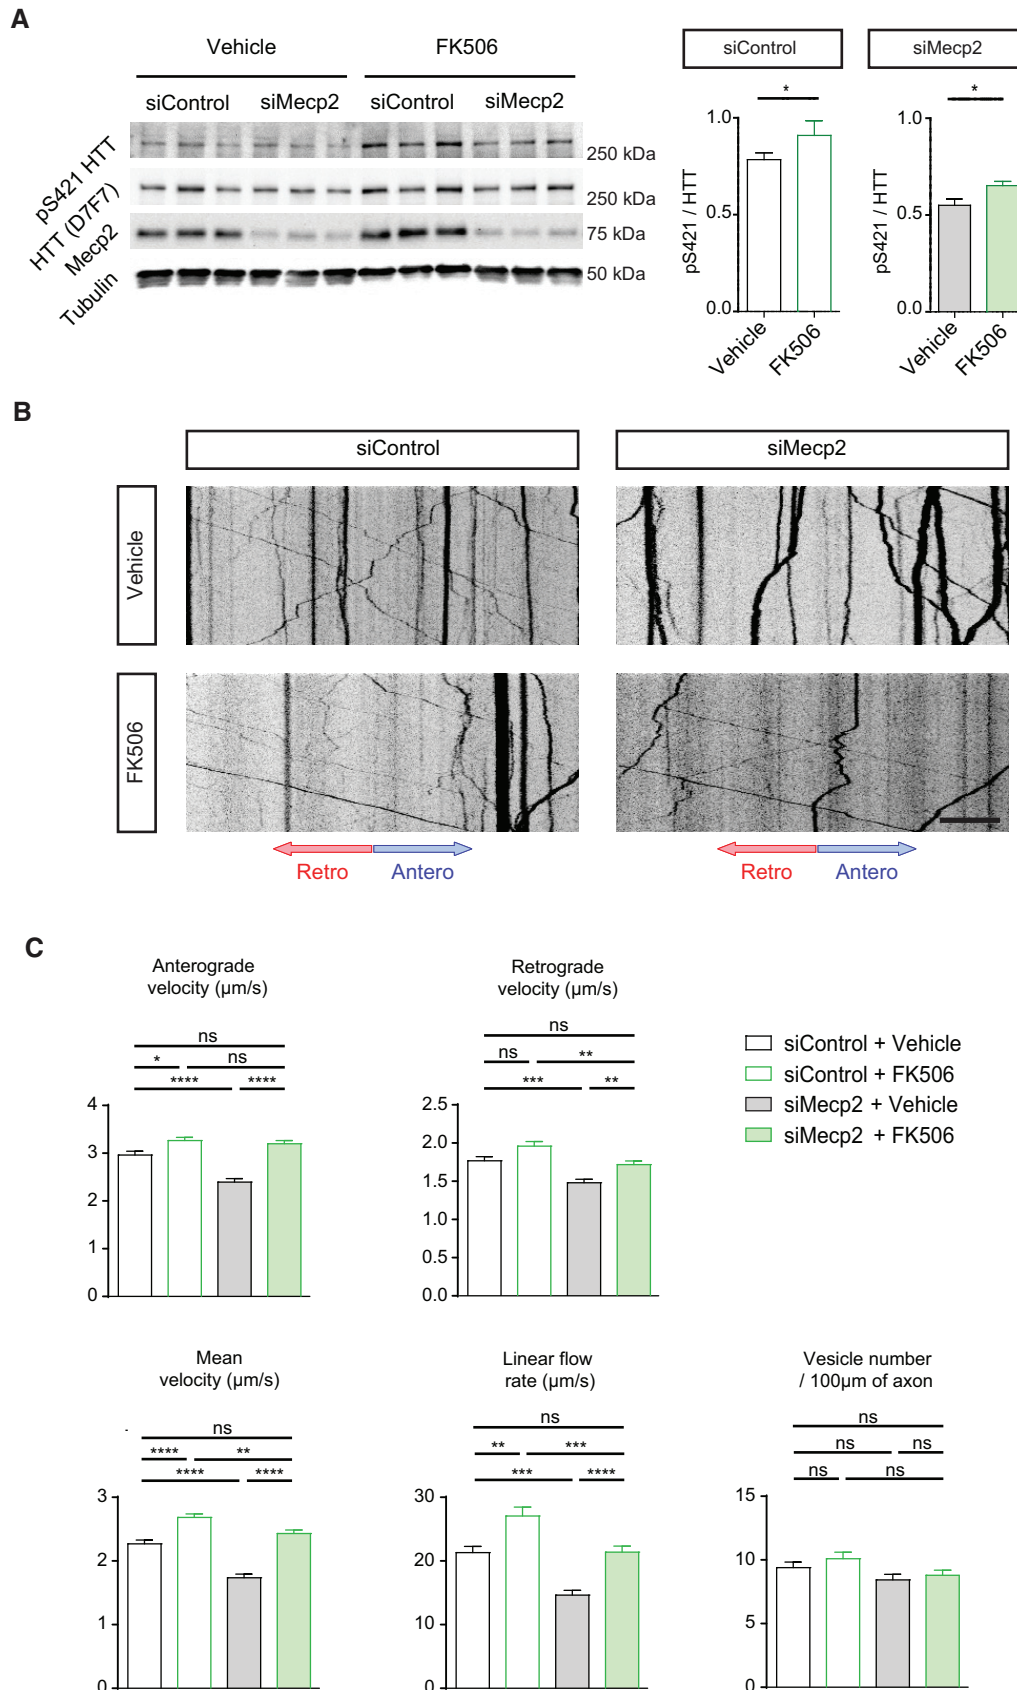 A
Vehicle FK506
siControl siMecp2 siControl siMecp2
pS421 HTT
250 kDa
HTT (D7F7)
250 kDa
Mecp2
75 kDa
Tubulin
50 kDa
siControl
*
1.0
0.5
0.0
pS421 / HTT
Vehicle
FK506
siMecp2
*
1.0
0.5
0.0
pS421 / HTT
Vehicle
FK506
B
siControl siMecp2
Vehicle
FK506
Retro Antero
Retro Antero
C
Anterograde
velocity (µm/s)
ns
* ns
**** ****
4
3
2
1
0
Retrograde
velocity (µm/s)
ns
ns **
*** **
2.5
2.0
1.5
1.0
0.5
0.0
siControl + Vehicle
siControl + FK506
siMecp2 + Vehicle
siMecp2 + FK506
Mean
velocity (µm/s)
ns
**** **
**** ****
3
2
1
0
Linear flow
rate (µm/s)
ns
** ***
*** ****
30
20
10
0
Vesicle number
/ 100µm of axon
ns
ns ns
ns ns
15
10
5
0